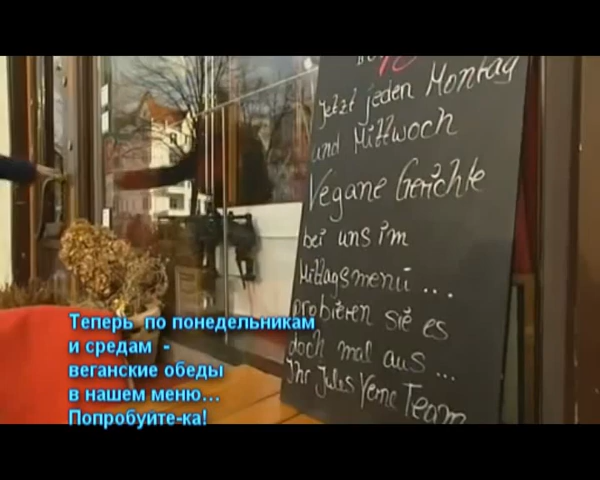 Jetzt jeden Montag
und Mittwoch
Vegane Gerichte
bei uns im
Mittagsmenü ...
probieren sie es
doch mal aus ...
Ihr Jules Verne Team
Теперь по понедельникам
и средам -
веганские обеды
в нашем меню...
Попробуйте-ка!